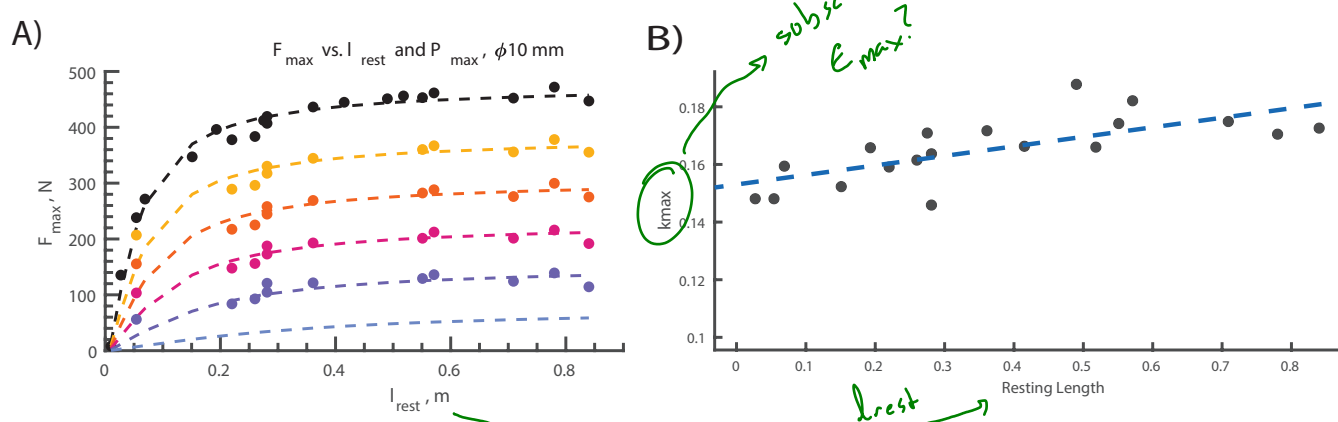 A)
F max vs. l rest and P max , ϕ10 mm
500
400
300
200
100
0
F max , N
0
0.2
0.4
0.6
0.8
l rest , m
B)
ε max?
0.18
0.16
0.14
0.12
0.1
kmax
0
0.1
0.2
0.3
0.4
0.5
0.6
0.7
0.8
Resting Length
lrest